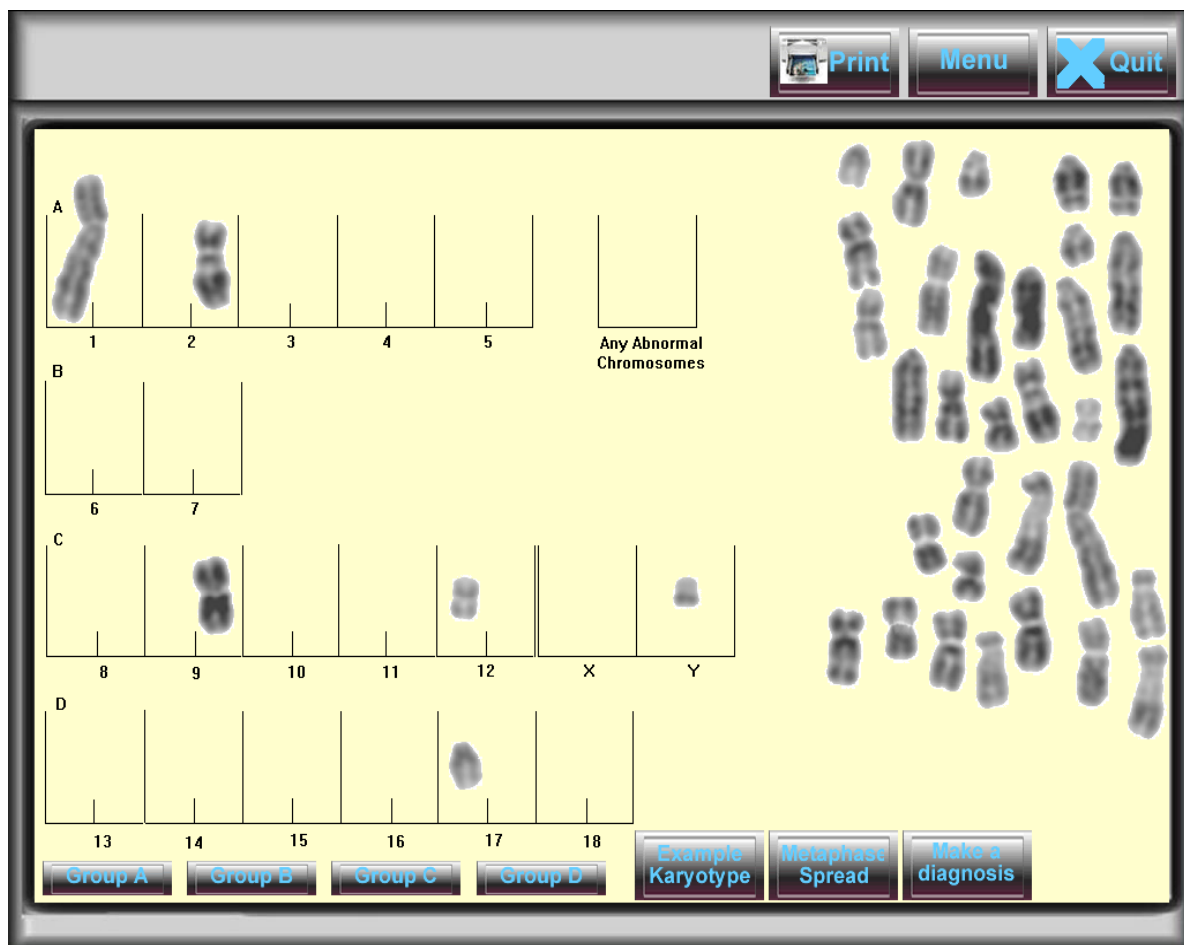 Print
Menu
Quit
A
1 2 3 4 5
Any Abnormal
Chromosomes
B
6 7
C
8 9 10 11 12 X Y
D
13 14 15 16 17 18
Group A
Group B
Group C
Group D
Example
Karyotype
Metaphase
Spread
Make a
diagnosis